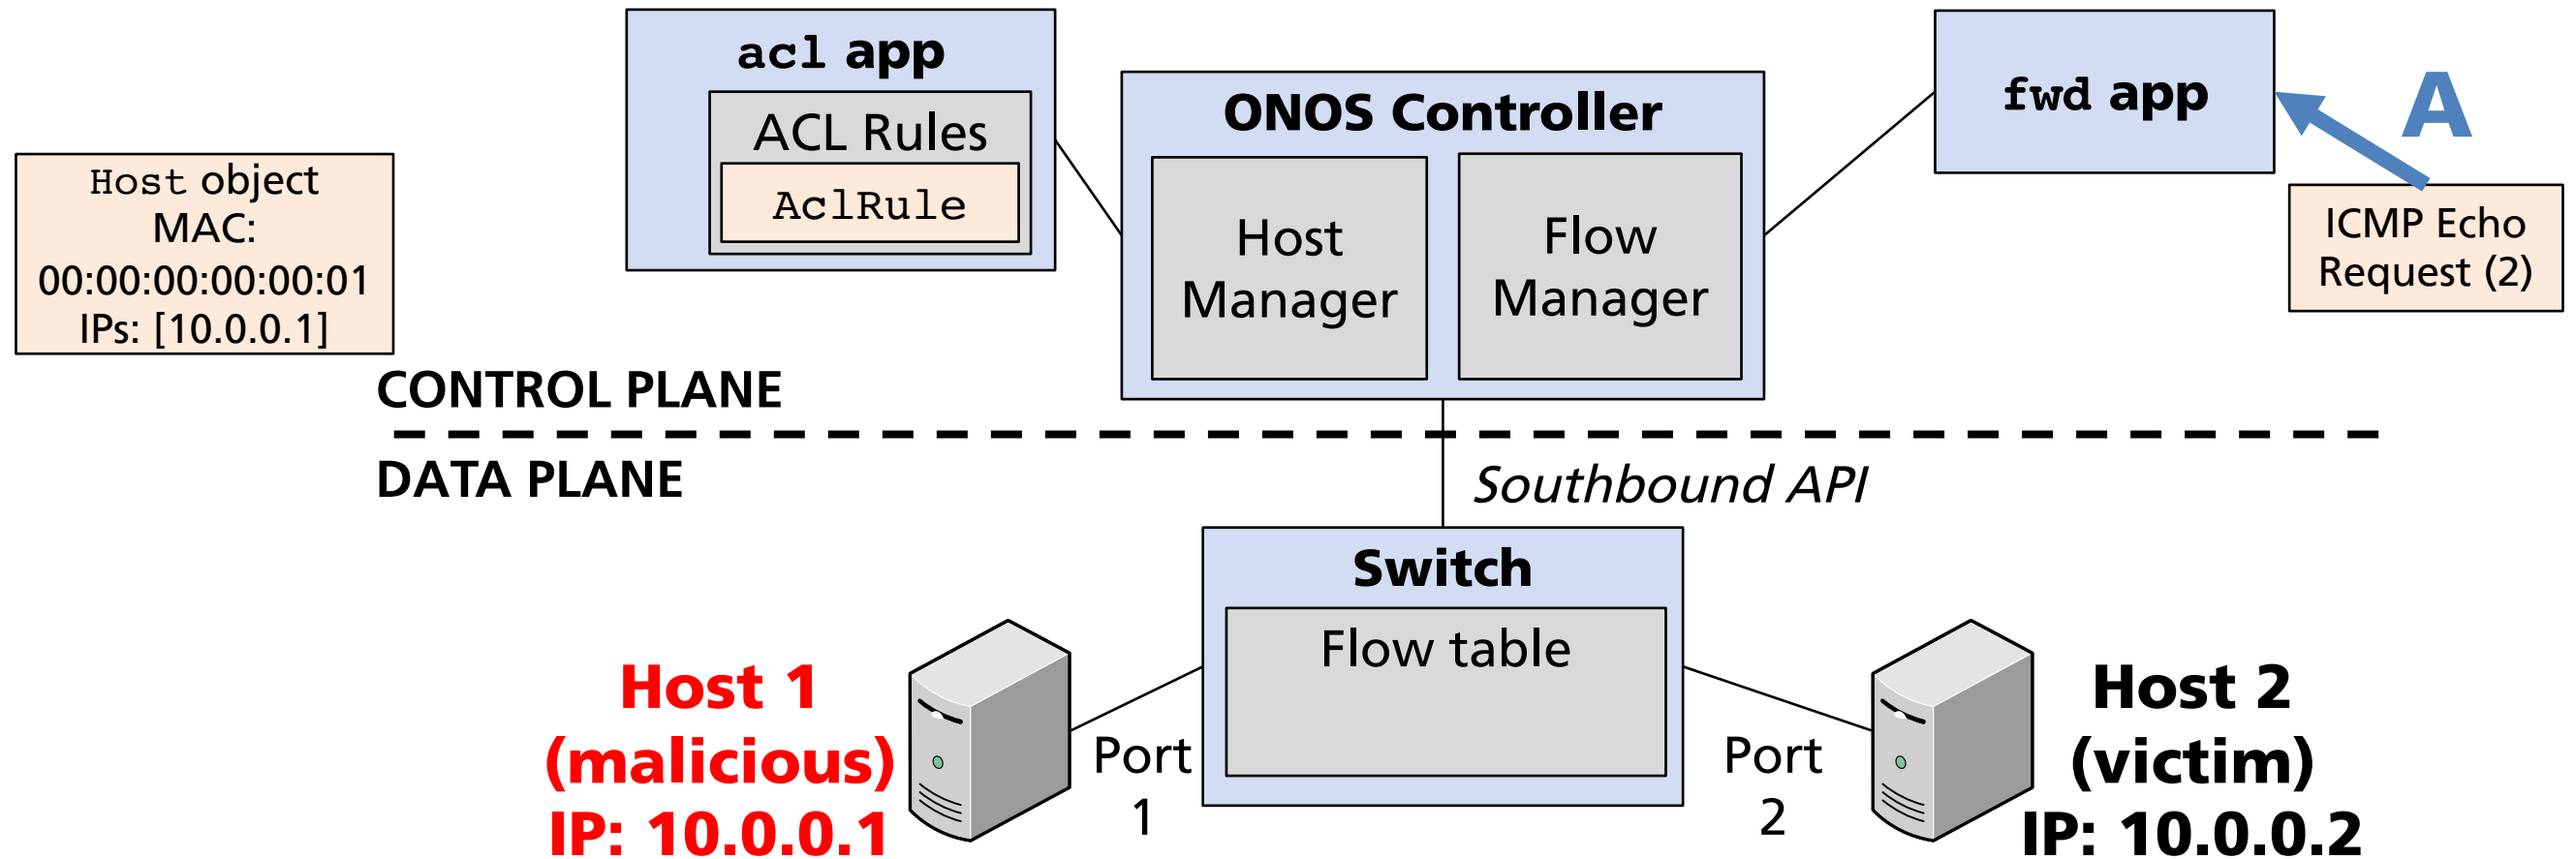 acl app
ACL Rules
AclRule
Host object
MAC:
00:00:00:00:00:01
IPs: [10.0.0.1]
ONOS Controller
Host
Manager
Flow
Manager
fwd app
A
ICMP Echo
Request (2)
CONTROL PLANE
DATA PLANE
Southbound API
Switch
Flow table
Host 1
(malicious)
IP: 10.0.0.1
Port
1
Port
2
Host 2
(victim)
IP: 10.0.0.2